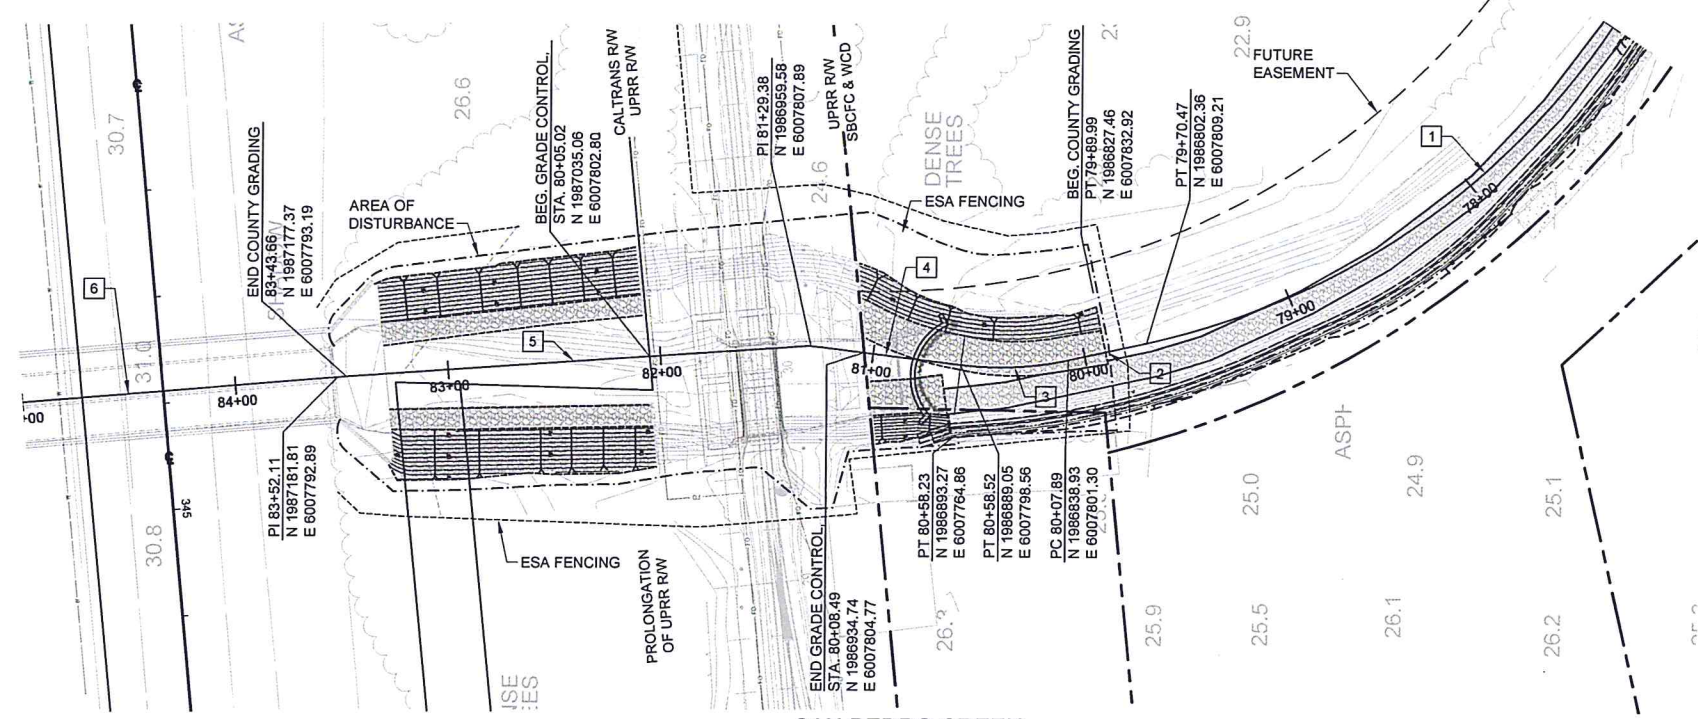 30.7
26.6
22.9
FUTURE
EASEMENT
END COUNTY GRADING
83+43.66
N 1987177.37
E 6007793.19
AREA OF
DISTURBANCE
BEG. GRADE CONTROL,
STA. 80+05.02
N 1987035.06
E 6007802.80
CALTRANS R/W
UPRR R/W
PI 81+29.38
N 1986959.58
E 6007807.89
UPRR R/W
SBCFC & WCD
24.6
DENSE
TREES
ESA FENCING
BEG. COUNTY GRADING
PT 79+89.99
N 1986827.46
E 6007832.92
PT 79+70.47
N 1986802.36
E 6007809.21
1
78+00
79+00
6
31.0
84+00
83+00
5
82+00
81+00
4
80+00
2
3
+00
345
30.8
PI 83+52.11
N 1987181.81
E 6007792.89
ESA FENCING
PROLONGATION
OF UPRR R/W
END GRADE CONTROL,
STA. 80+08.49
N 1986934.74
E 6007804.77
PT 80+58.23
N 1986893.27
E 6007764.86
PT 80+58.52
N 1986889.05
E 6007798.56
PC 80+07.89
N 1986838.93
E 6007801.30
25.0
24.9
25.1
25.9
25.5
26.1
26.2